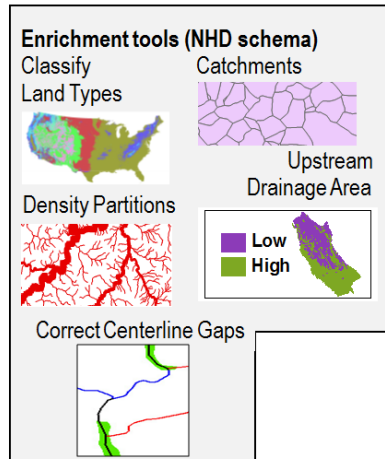 Enrichment tools (NHD schema)
Classify
Land Types
Catchments
Upstream
Drainage Area
Density Partitions
Low
High
Correct Centerline Gaps